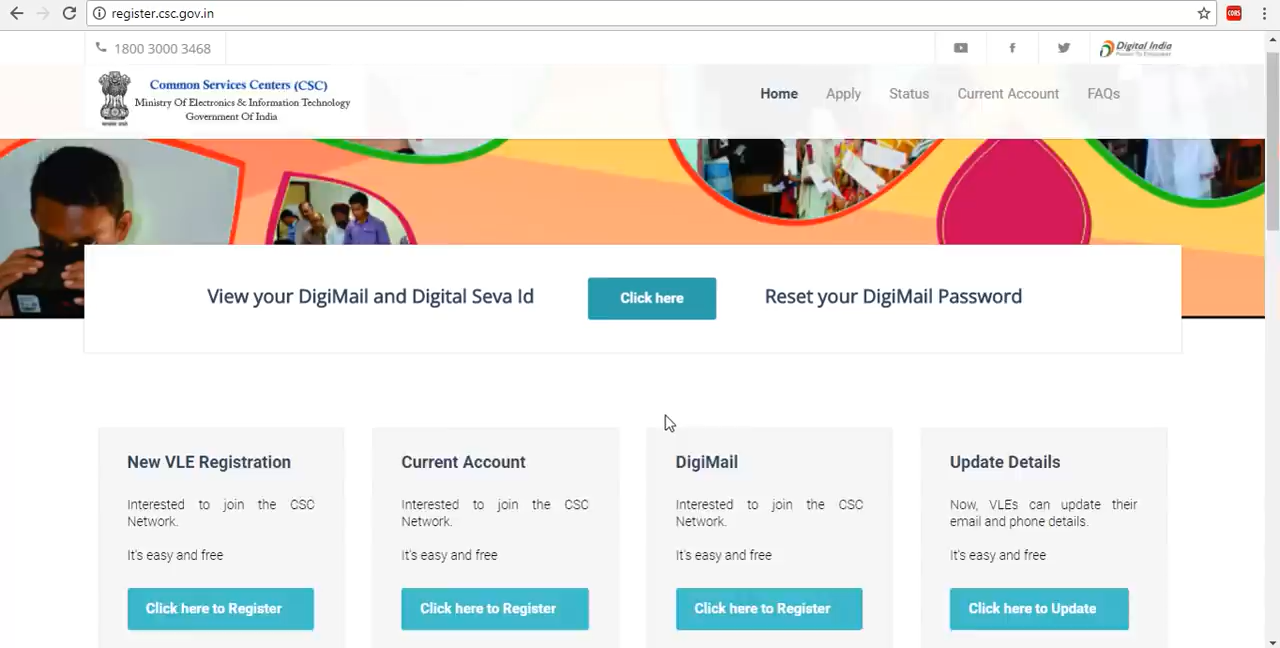 register.csc.gov.in
CORS
1800 3000 3468
Digital India
Power To Empower
Common Services Centers (CSC)
Ministry Of Electronics & Information Technology
Government Of India
Home Apply Status Current Account FAQs
View your DigiMail and Digital Seva Id
Click here
Reset your DigiMail Password
New VLE Registration
Interested to join the CSC
Network.
It's easy and free
Click here to Register
Current Account
Interested to join the CSC
Network.
It's easy and free
Click here to Register
DigiMail
Interested to join the CSC
Network.
It's easy and free
Click here to Register
Update Details
Now, VLEs can update their
email and phone details.
It's easy and free
Click here to Update